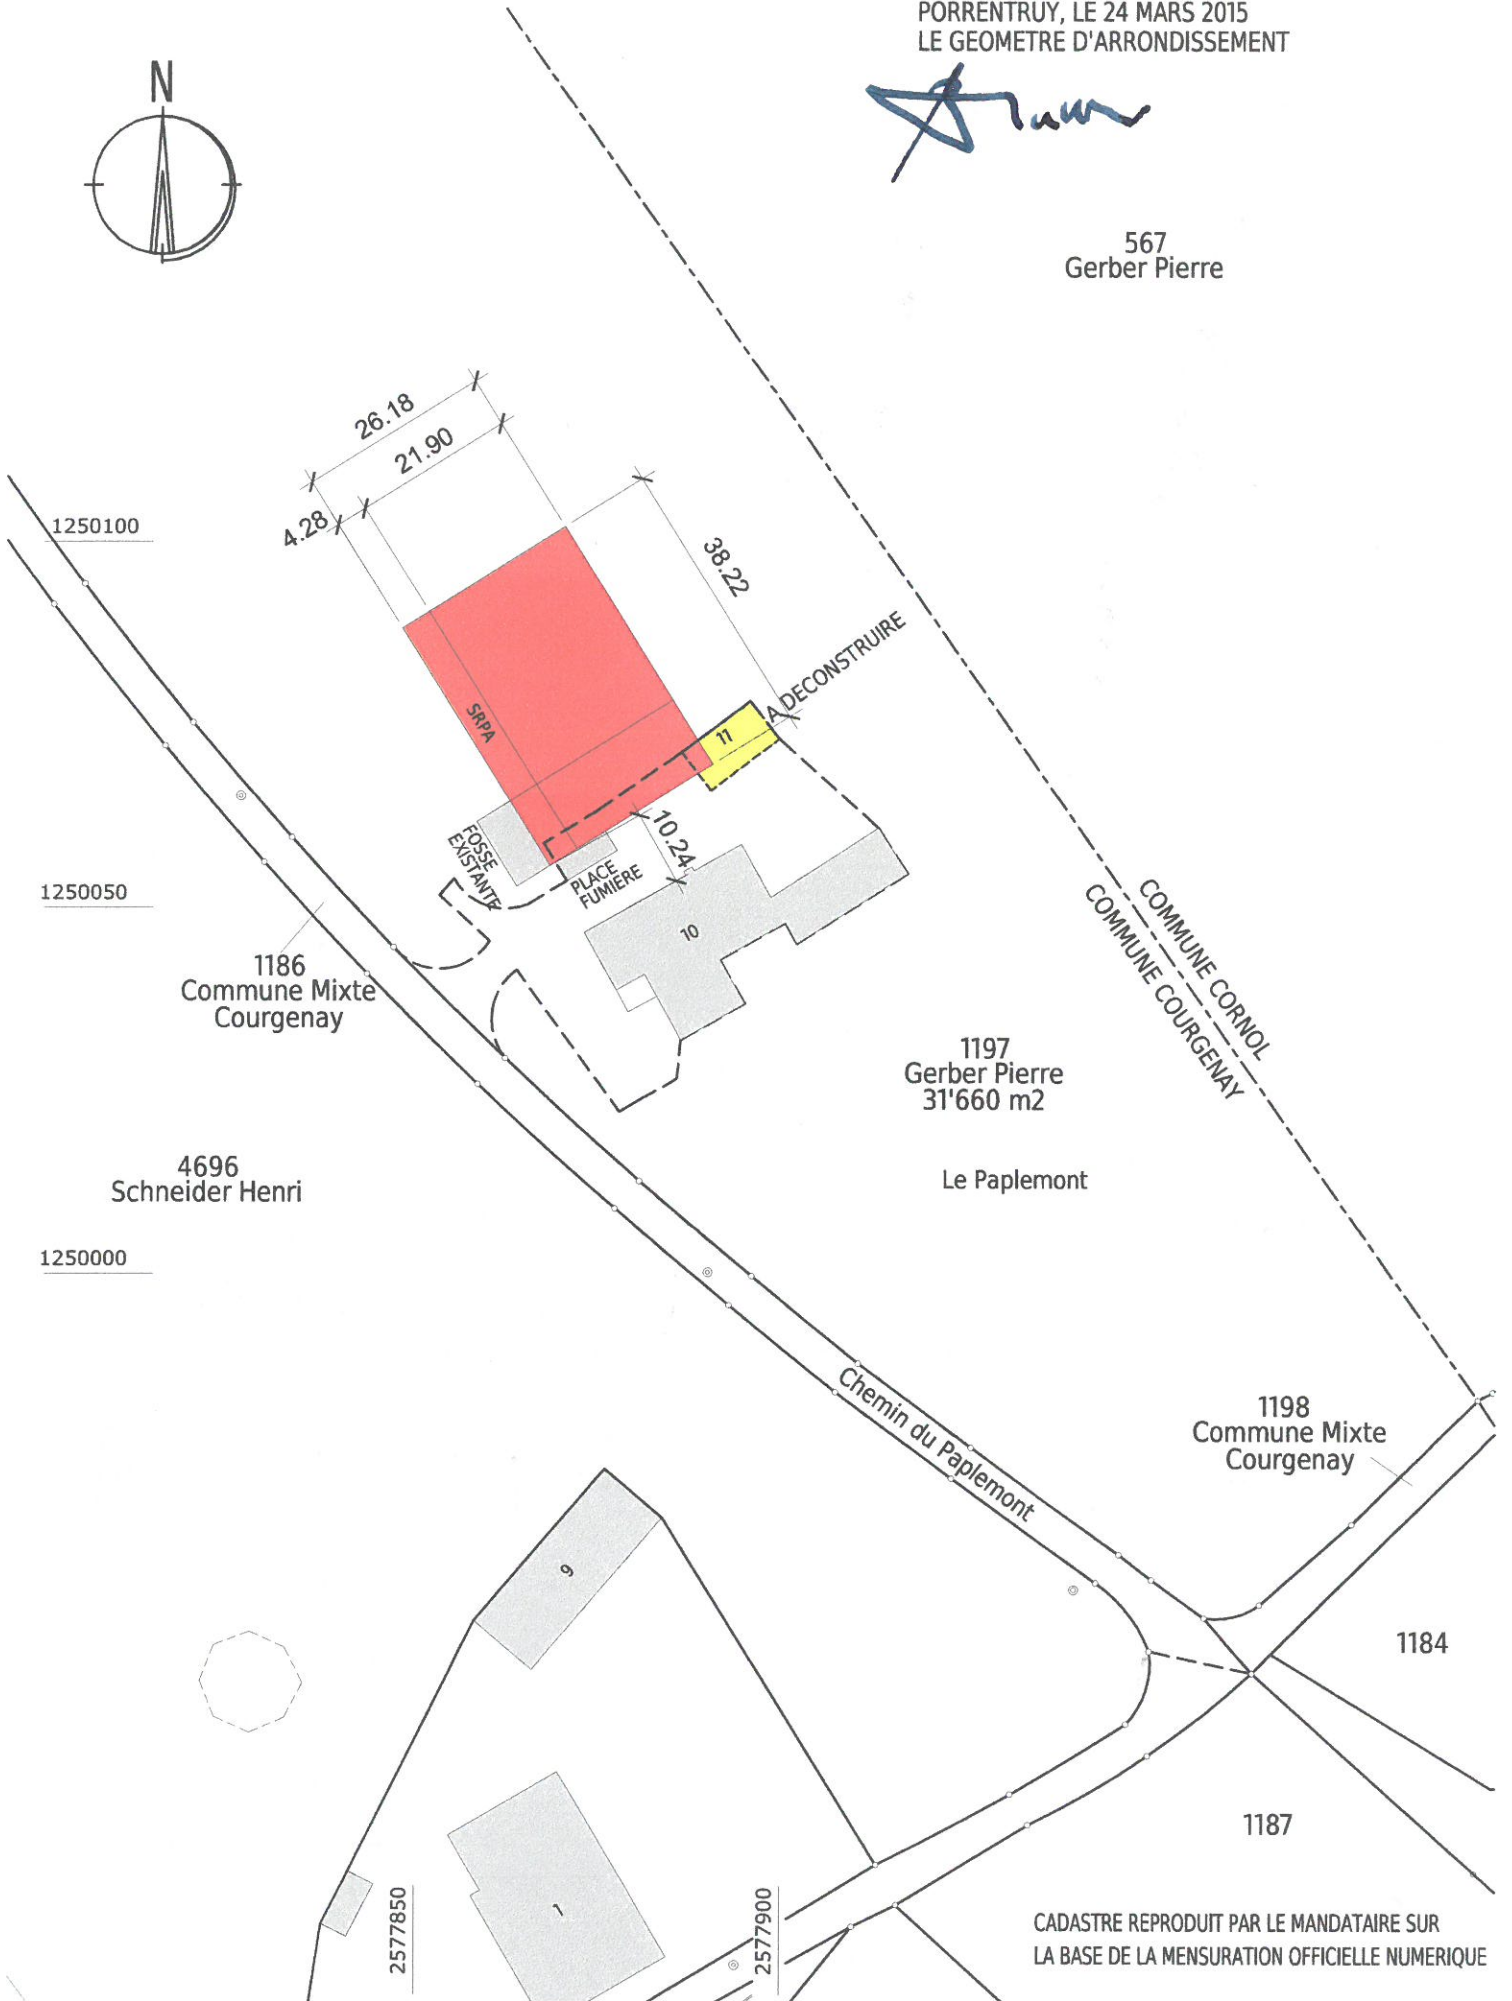 PORRENTRUY, LE 24 MARS 2015
LE GEOMETRE D'ARRONDISSEMENT
N
567
Gerber Pierre
26.18
21.90
4.28
1250100
38.22
A DECONSTRUIRE
SRPA
11
FOSSE
EXISTANTE
10.24
PLACE
FUMIERE
1250050
10
COMMUNE CORNOL
COMMUNE COURGENAY
1186
Commune Mixte
Courgenay
1197
Gerber Pierre
31'660 m2
4696
Schneider Henri
Le Paplemont
1250000
Chemin du Paplemont
1198
Commune Mixte
Courgenay
9
1184
1187
1
2577850
2577900
CADASTRE REPRODUIT PAR LE MANDATAIRE SUR
LA BASE DE LA MENSURATION OFFICIELLE NUMERIQUE